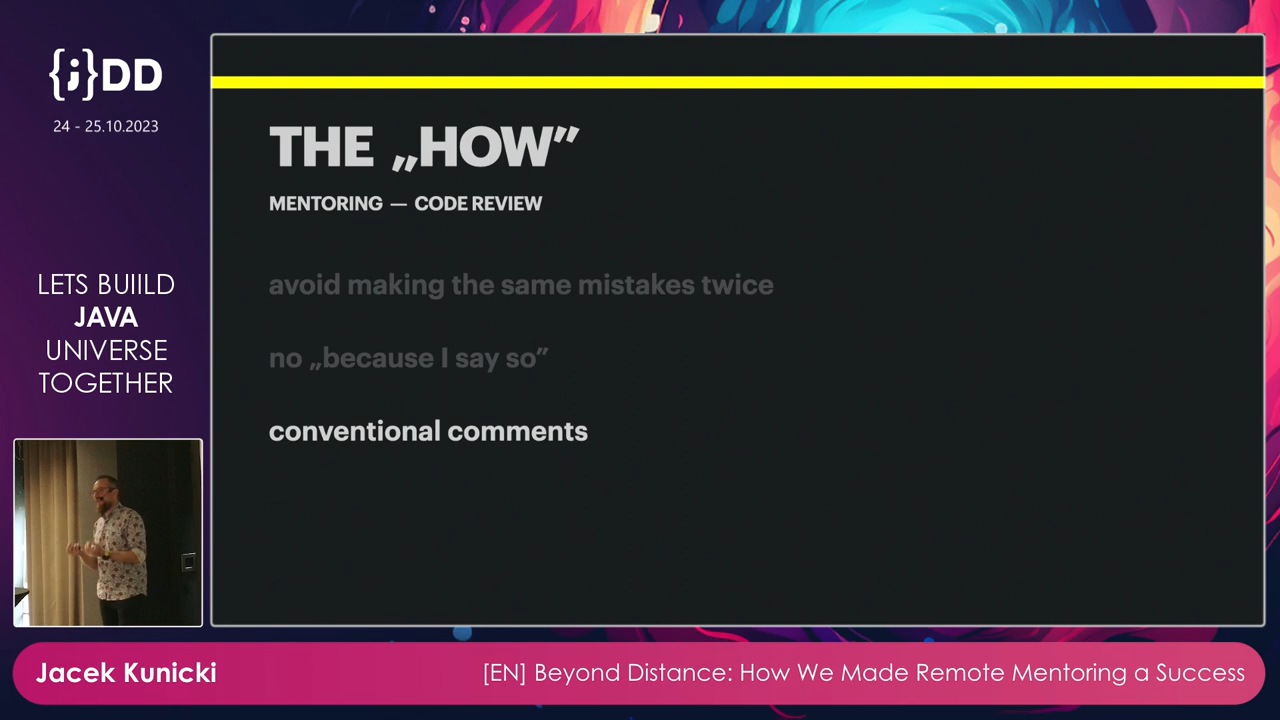 {j}DD
24 - 25.10.2023
LETS BUIILD
JAVA
UNIVERSE
TOGETHER
THE „HOW”
MENTORING — CODE REVIEW
avoid making the same mistakes twice
no „because I say so”
conventional comments
Jacek Kunicki
[EN] Beyond Distance: How We Made Remote Mentoring a Success